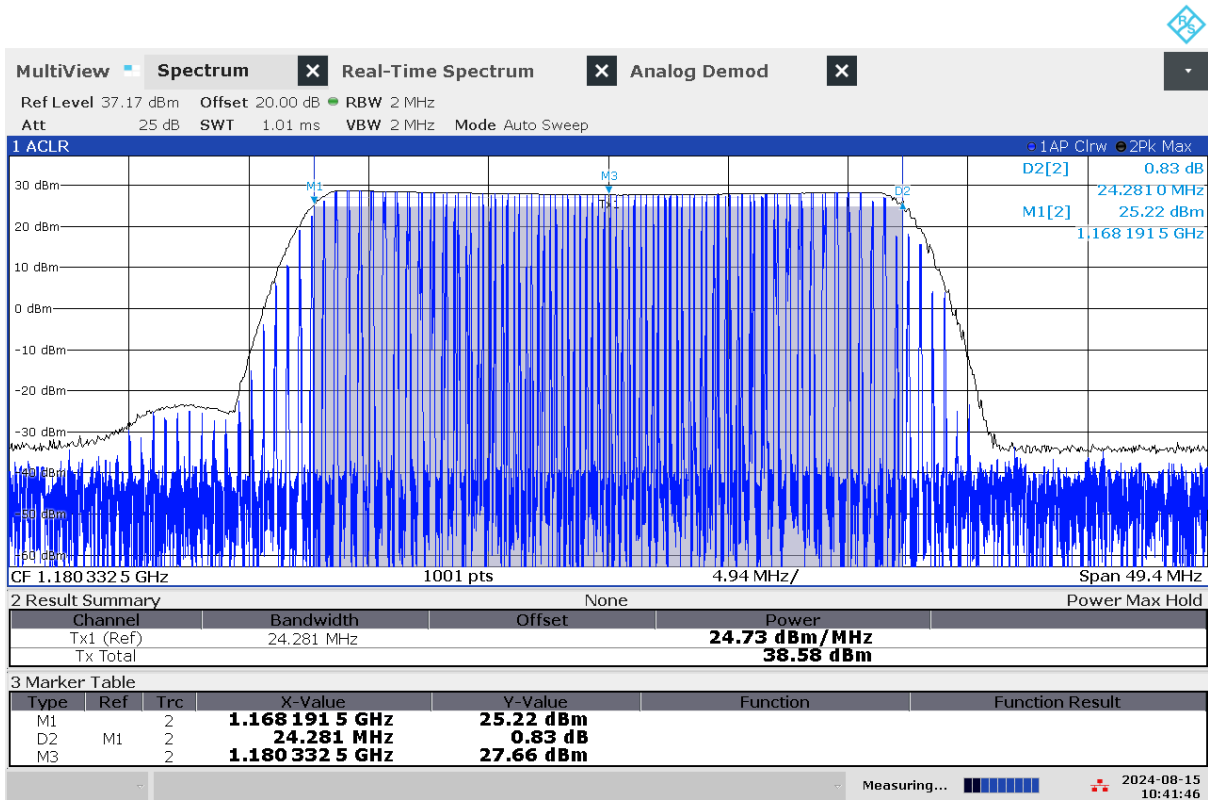 R&S
MultiView Spectrum X Real-Time Spectrum X Analog Demod X
Ref Level 37.17 dBm Offset 20.00 dB RBW 2 MHz
Att 25 dB SWT 1.01 ms VBW 2 MHz Mode Auto Sweep
1 ACLR 1AP Clrw 2Pk Max
D2[2] 0.83 dB
24.281 0 MHz
M1[2] 25.22 dBm
1.168 191 5 GHz
M1
M3
Tx1
D2
30 dBm
20 dBm
10 dBm
0 dBm
-10 dBm
-20 dBm
-30 dBm
-40 dBm
-50 dBm
-60 dBm
CF 1.180 332 5 GHz 1001 pts 4.94 MHz/ Span 49.4 MHz
2 Result Summary None Power Max Hold
Channel Bandwidth Offset Power
Tx1 (Ref) 24.281 MHz 24.73 dBm/MHz
Tx Total 38.58 dBm
3 Marker Table
Type Ref Trc X-Value Y-Value Function Function Result
M1 2 1.168 191 5 GHz 25.22 dBm
D2 M1 2 24.281 MHz 0.83 dB
M3 2 1.180 332 5 GHz 27.66 dBm
Measuring... 2024-08-15
10:41:46